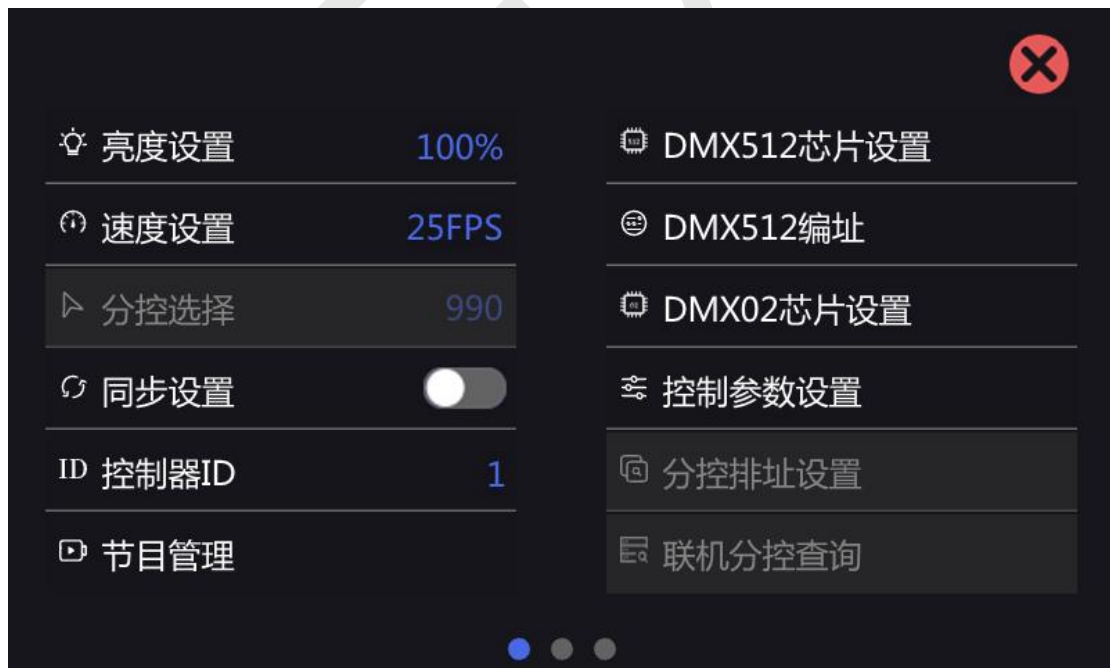 亮度设置 100%
速度设置 25FPS
分控选择 990
同步设置
ID 控制器ID 1
节目管理
DMX512芯片设置
DMX512编址
DMX02芯片设置
控制参数设置
分控排址设置
联机分控查询